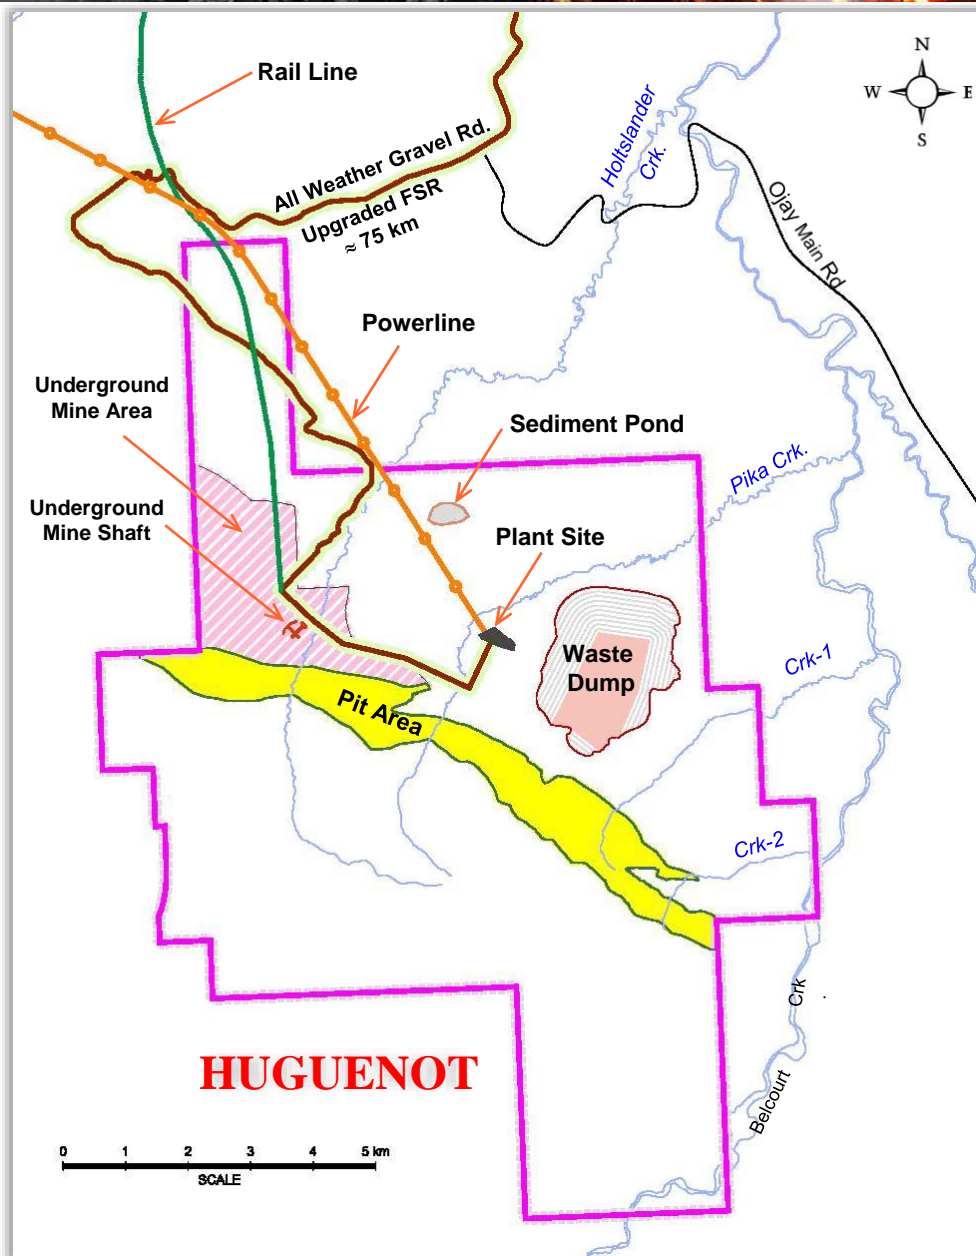 Rail Line
N
W E
S
Holtslander
Crk.
All Weather Gravel Rd.
Upgraded FSR
≈ 75 km
Ojay Main Rd
Powerline
Underground
Mine Area
Sediment Pond
Pika Crk.
Underground
Mine Shaft
Plant Site
Waste
Dump
Crk-1
Pit Area
Crk-2
Belcourt Crk
HUGUENOT
0 1 2 3 4 5 km
SCALE